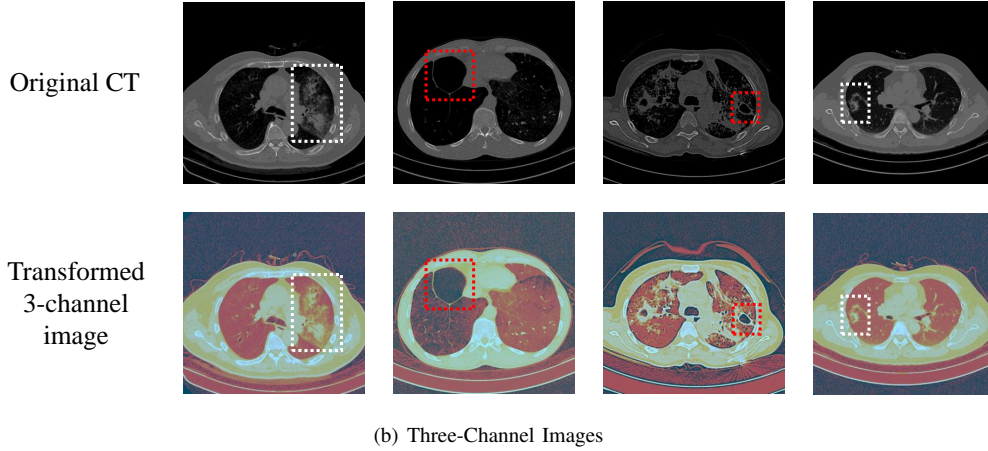 Original CT
Transformed
3-channel
image
(b) Three-Channel Images